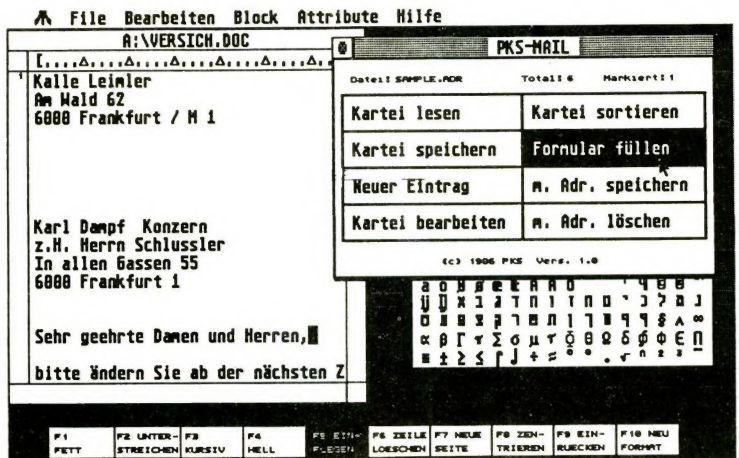 File Bearbeiten Block Attribute Hilfe
A:\VERSICH.DOC
1
Kalle Leimler
Am Wald 62
6000 Frankfurt / M 1
Karl Dampf Konzern
z.H. Herrn Schlussler
In allen Gassen 55
6000 Frankfurt 1
Sehr geehrte Damen und Herren,
bitte ändern Sie ab der nächsten Z
PKS-MAIL
Datei: SAMPLE.ADR Total: 6 Markiert: 1
Kartei lesen Kartei sortieren
Kartei speichern Formular füllen
Neuer Eintrag m. Adr. speichern
Kartei bearbeiten m. Adr. löschen
(c) 1986 PKS Vers. 1.0
α β Γ π Σ σ µ τ Φ θ Ω δ ∮ φ ∈ ∩
≡ ± ≥ ≤ ⌠ ⌡ ÷ ≈ ° • · √ ⁿ ² ³ ¯
F1 FETT
F2 UNTER-STREICHEN
F3 KURSIV
F4 HELL
F5 EIN-FUEGEN
F6 ZEILE LOESCHEN
F7 NEUE SEITE
F8 ZEN-TRIEREN
F9 EIN-RUECKEN
F10 NEU FORMAT